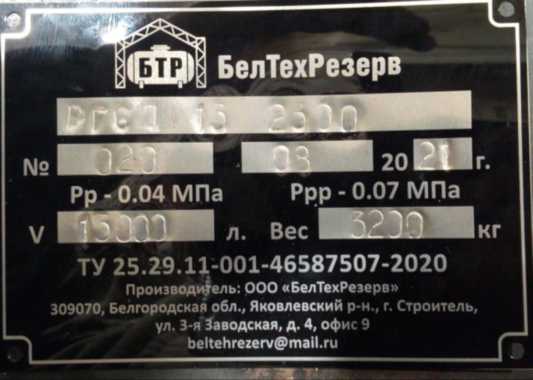 БТР БелТехРезерв
РГСД 15 2300
№ 020 08 2021 г.
Рр - 0.04 МПа Ррр - 0.07 МПа
V 15000 л. Вес 3200 кг
ТУ 25.29.11-001-46587507-2020
Производитель: ООО «БелТехРезерв»
309070, Белгородская обл., Яковлевский р-н., г. Строитель,
ул. 3-я Заводская, д. 4, офис 9
beltehrezerv@mail.ru